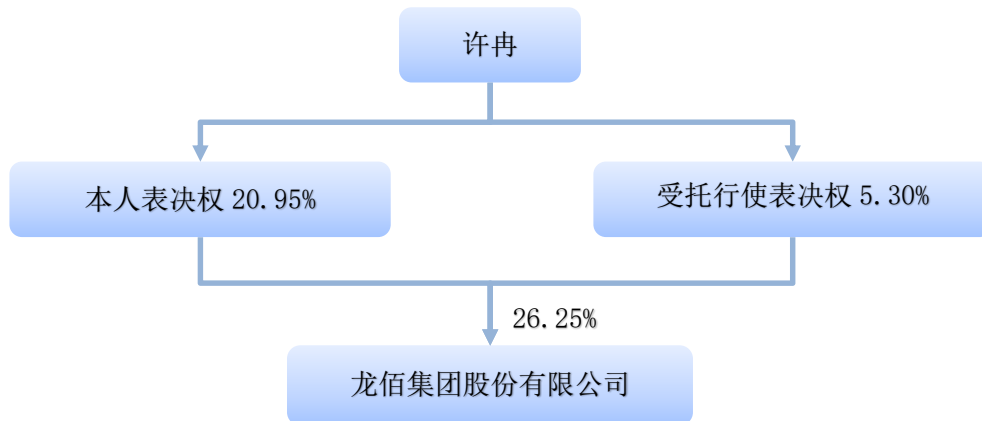 许冉
本人表决权 20.95%
受托行使表决权 5.30%
26.25%
龙佰集团股份有限公司